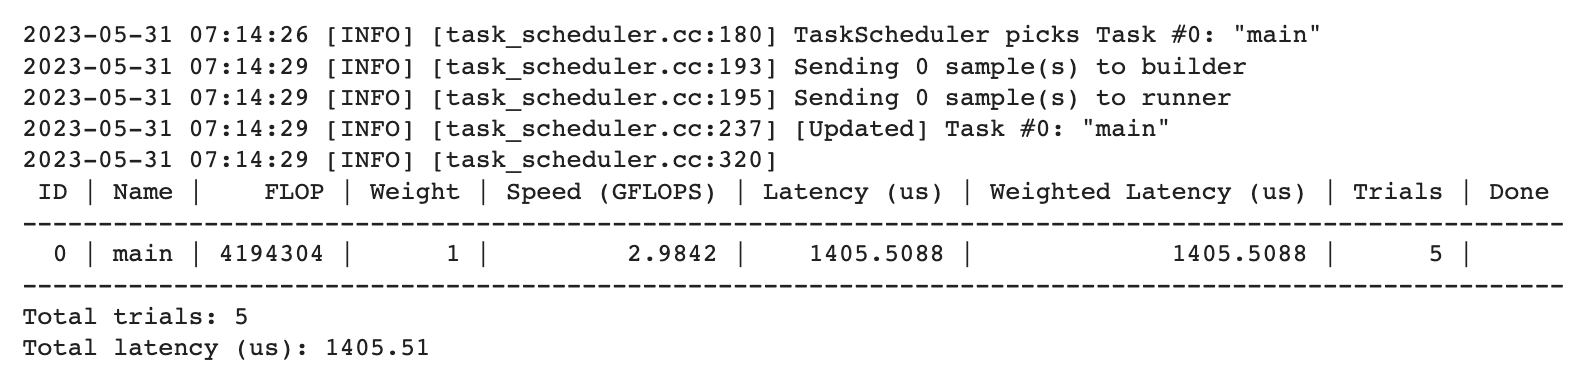 2023-05-31 07:14:26 [INFO] [task_scheduler.cc:180] TaskScheduler picks Task #0: "main"
2023-05-31 07:14:29 [INFO] [task_scheduler.cc:193] Sending 0 sample(s) to builder
2023-05-31 07:14:29 [INFO] [task_scheduler.cc:195] Sending 0 sample(s) to runner
2023-05-31 07:14:29 [INFO] [task_scheduler.cc:237] [Updated] Task #0: "main"
2023-05-31 07:14:29 [INFO] [task_scheduler.cc:320]
 ID | Name |    FLOP | Weight | Speed (GFLOPS) | Latency (us) | Weighted Latency (us) | Trials | Done
-------------------------------------------------------------------------------------------------------
  0 | main | 4194304 |      1 |         2.9842 |    1405.5088 |             1405.5088 |      5 |
-------------------------------------------------------------------------------------------------------
Total trials: 5
Total latency (us): 1405.51